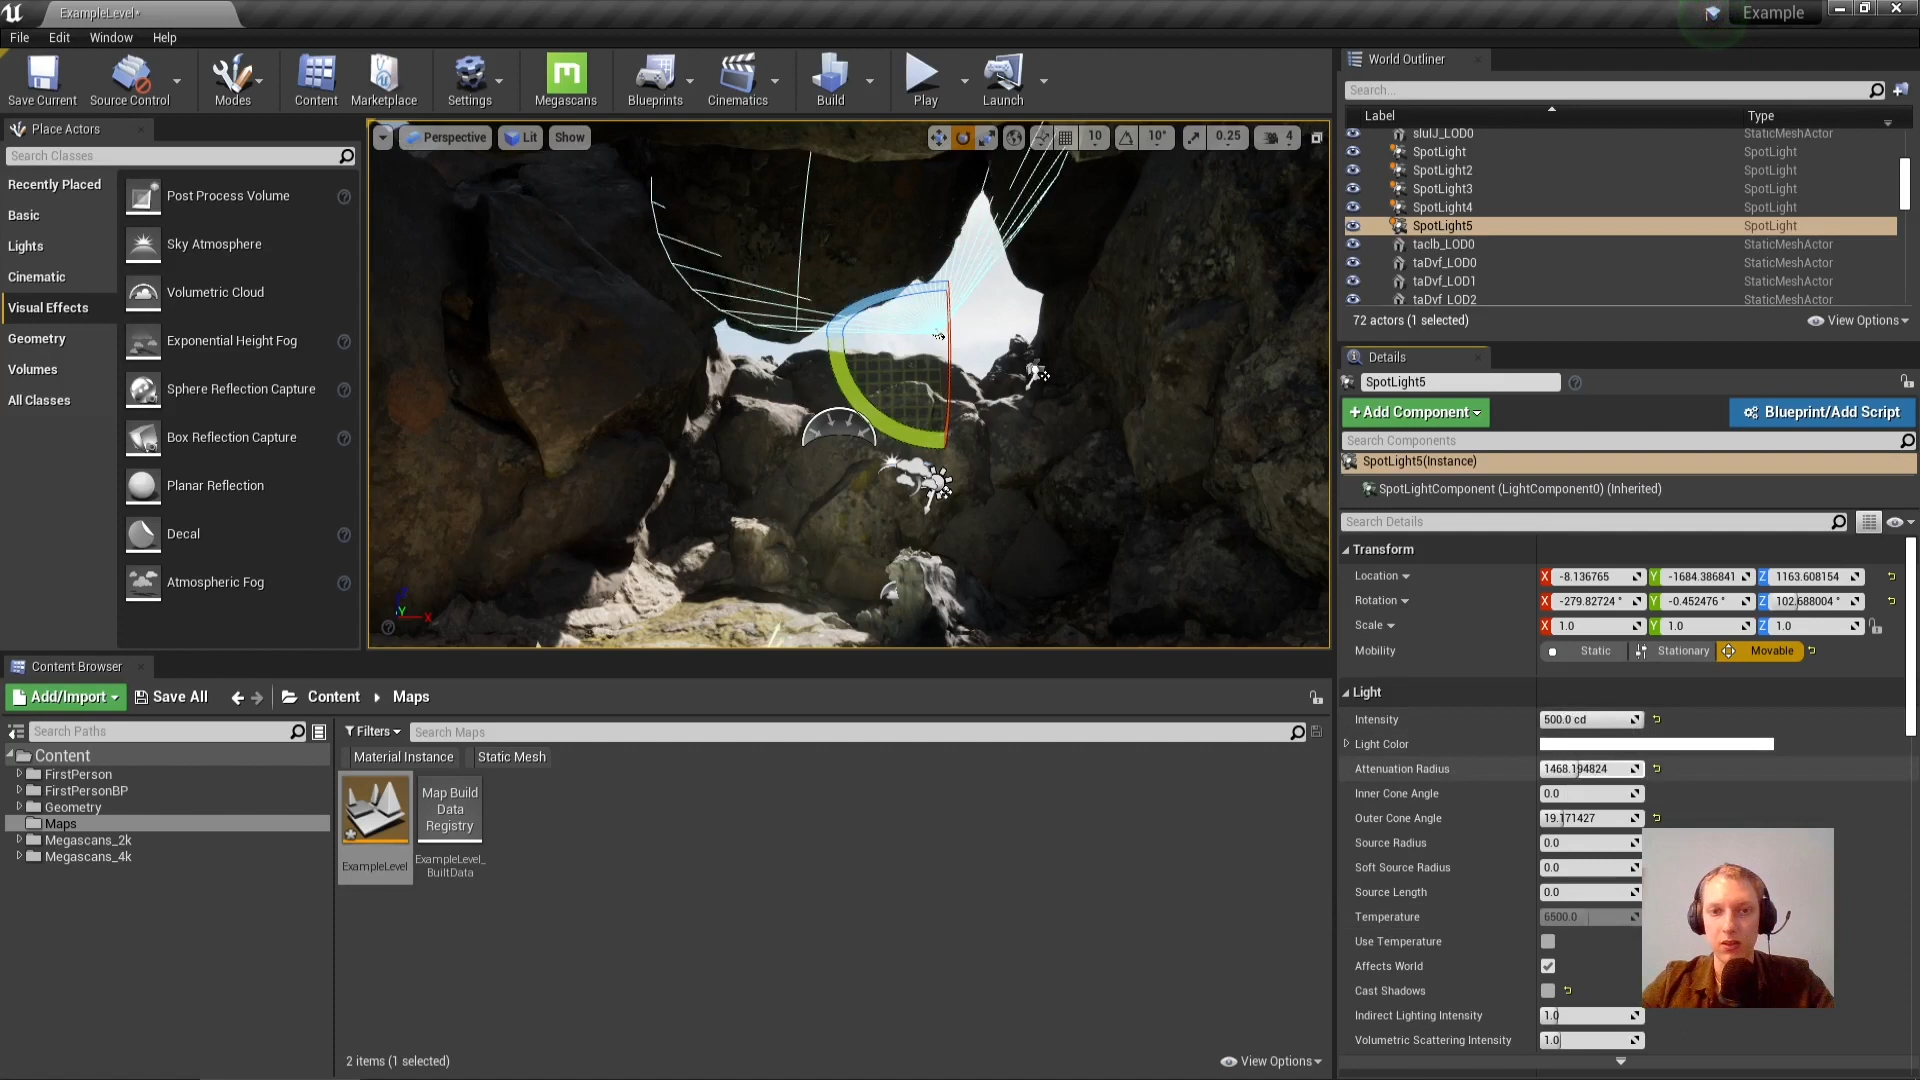 ExampleLevel•
Example
File Edit Window Help
Save Current Source Control Modes Content Marketplace Settings Megascans Blueprints Cinematics Build Play Launch
Place Actors
Search Classes
Recently Placed
Basic
Lights
Cinematic
Visual Effects
Geometry
Volumes
All Classes
Post Process Volume
Sky Atmosphere
Volumetric Cloud
Exponential Height Fog
Sphere Reflection Capture
Box Reflection Capture
Planar Reflection
Decal
Atmospheric Fog
Perspective Lit Show 10 10° 0.25 4
Y X
World Outliner
Search...
Label Type
sluIJ_LOD0 StaticMeshActor
SpotLight SpotLight
SpotLight2 SpotLight
SpotLight3 SpotLight
SpotLight4 SpotLight
SpotLight5 SpotLight
taclb_LOD0 StaticMeshActor
taDvf_LOD0 StaticMeshActor
taDvf_LOD1 StaticMeshActor
taDvf_LOD2 StaticMeshActor
72 actors (1 selected) View Options
Details
SpotLight5
+Add Component Blueprint/Add Script
Search Components
SpotLight5(Instance)
SpotLightComponent (LightComponent0) (Inherited)
Search Details
Transform
Location X -8.136765 Y -1684.386841 Z 1163.608154
Rotation X -279.82724 ° Y -0.452476 ° Z 102.688004 °
Scale X 1.0 Y 1.0 Z 1.0
Mobility Static Stationary Movable
Light
Intensity 500.0 cd
Light Color
Attenuation Radius 1468.194824
Inner Cone Angle 0.0
Outer Cone Angle 19.171427
Source Radius 0.0
Soft Source Radius 0.0
Source Length 0.0
Temperature 6500.0
Use Temperature
Affects World
Cast Shadows
Indirect Lighting Intensity 1.0
Volumetric Scattering Intensity 1.0
Content Browser
Add/Import Save All Content Maps
Search Paths
Filters Search Maps
Material Instance Static Mesh
Content
FirstPerson
FirstPersonBP
Geometry
Maps
Megascans_2k
Megascans_4k
Map Build
Data
Registry
ExampleLevel
ExampleLevel_
BuiltData
2 items (1 selected) View Options